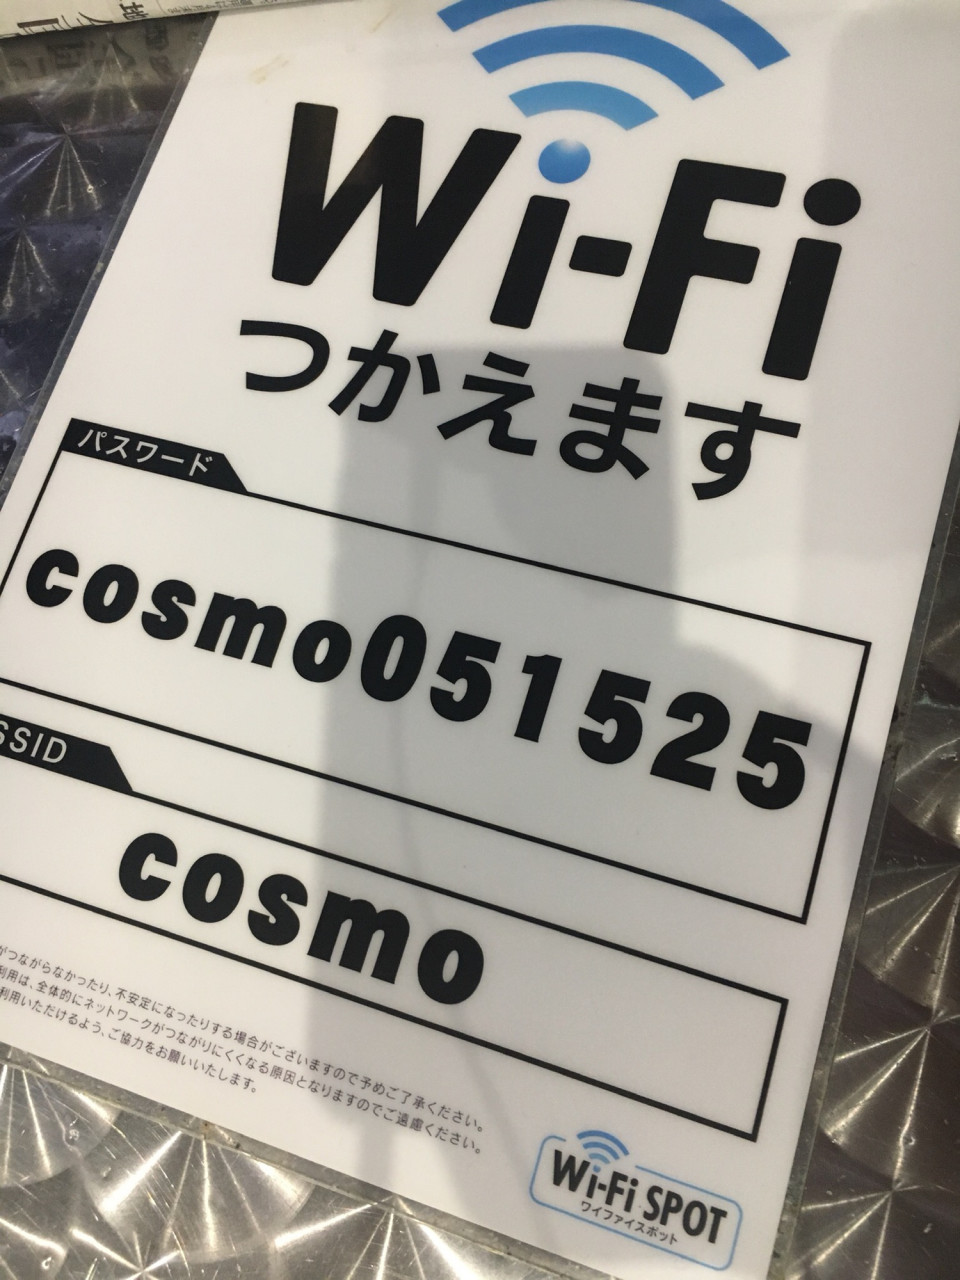 Wi-Fi
つかえます
パスワード
cosmo051525
SSID
cosmo
がつながらなかったり、不安定になったりする場合がございますので予めご了承ください。
利用は、全体的にネットワークがつながりにくくなる原因となりますのでご遠慮ください。
利用いただけるよう、ご協力をお願いいたします。
Wi-Fi SPOT
ワイファイスポット